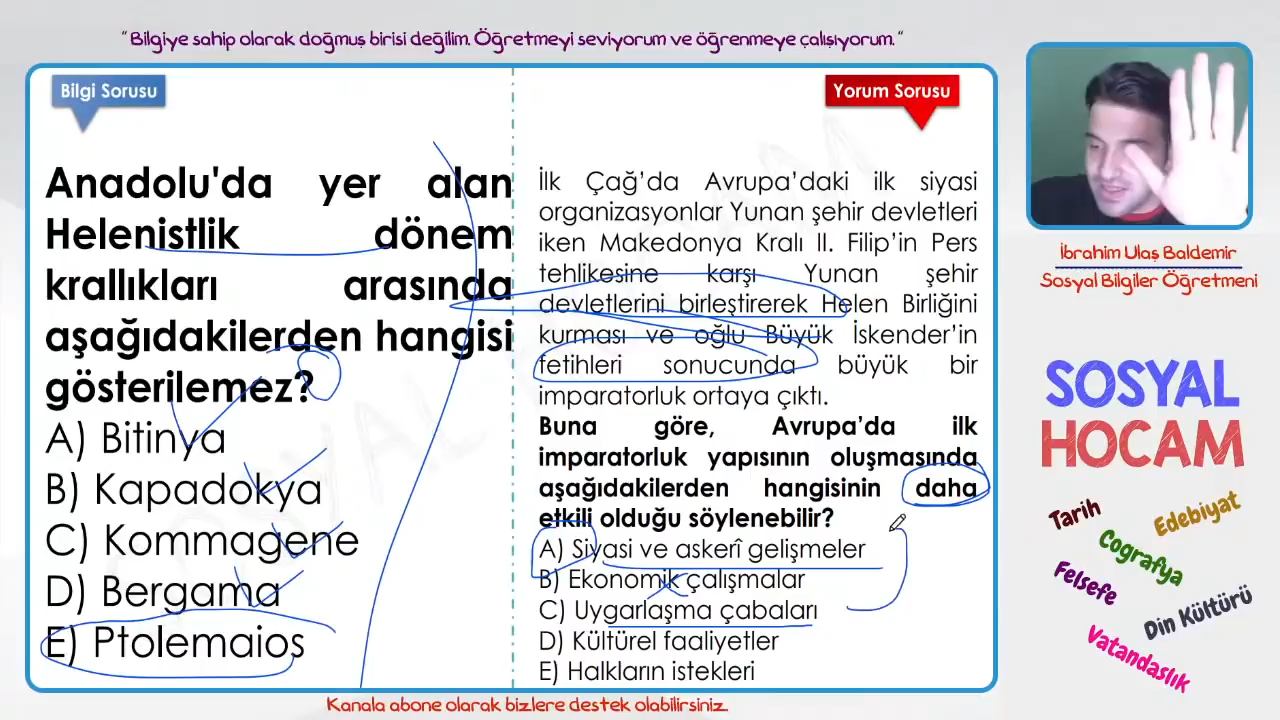 “Bilgiye sahip olarak doğmuş birisi değilim. Öğretmeyi seviyorum ve öğrenmeye çalışıyorum.”
Bilgi Sorusu
Anadolu'da yer alan
Helenistlik dönem
krallıkları arasında
aşağıdakilerden hangisi
gösterilemez?
A) Bitinya
B) Kapadokya
C) Kommagene
D) Bergama
E) Ptolemaios
Yorum Sorusu
İlk Çağ’da Avrupa’daki ilk siyasi
organizasyonlar Yunan şehir devletleri
iken Makedonya Kralı II. Filip’in Pers
tehlikesine karşı Yunan şehir
devletlerini birleştirerek Helen Birliğini
kurması ve oğlu Büyük İskender’in
fetihleri sonucunda büyük bir
imparatorluk ortaya çıktı.
Buna göre, Avrupa’da ilk
imparatorluk yapısının oluşmasında
aşağıdakilerden hangisinin daha
etkili olduğu söylenebilir?
A) Siyasi ve askerî gelişmeler
B) Ekonomik çalışmalar
C) Uygarlaşma çabaları
D) Kültürel faaliyetler
E) Halkların istekleri
İbrahim Ulaş Baldemir
Sosyal Bilgiler Öğretmeni
SOSYAL
HOCAM
Tarih
Edebiyat
Coğrafya
Felsefe
Din Kültürü
Vatandaşlık
Kanala abone olarak bizlere destek olabilirsiniz.